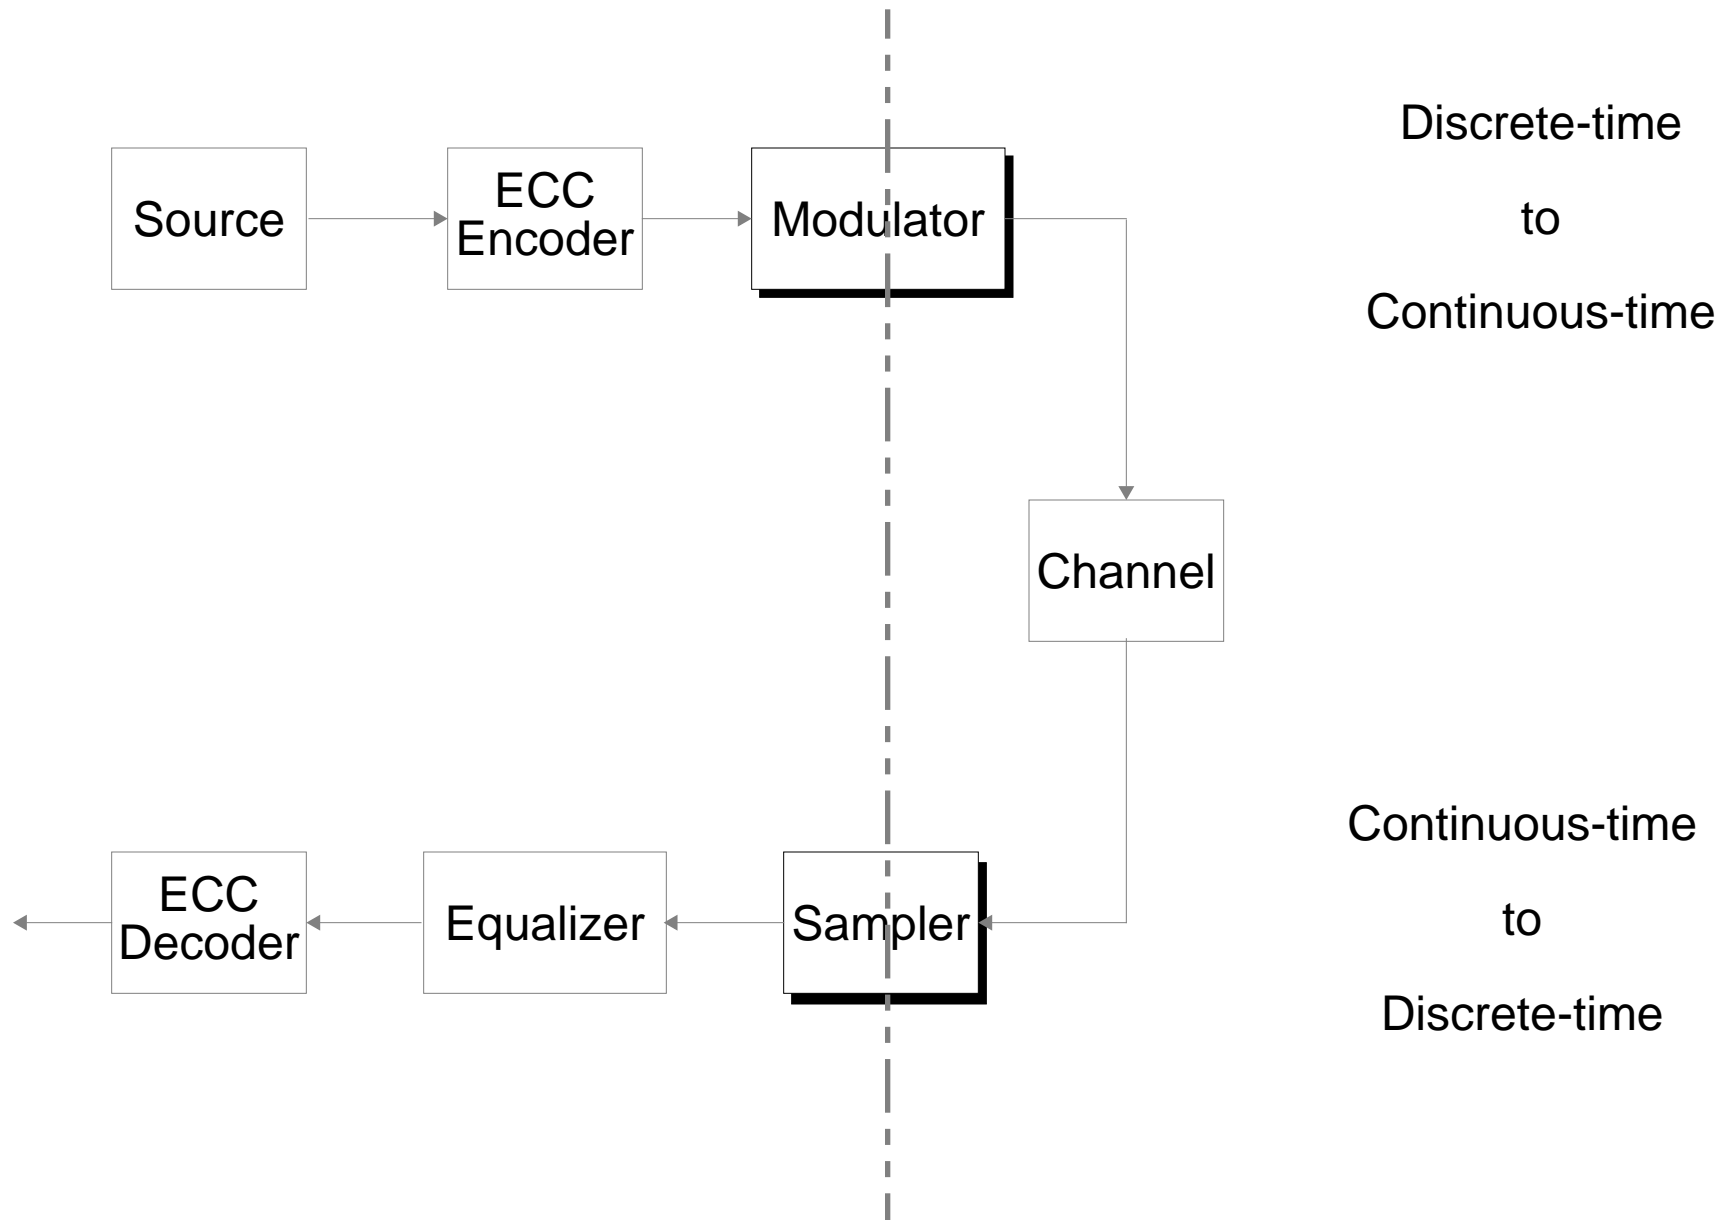 Source
ECC
Encoder
Modulator
Discrete-time
to
Continuous-time
Channel
ECC
Decoder
Equalizer
Sampler
Continuous-time
to
Discrete-time